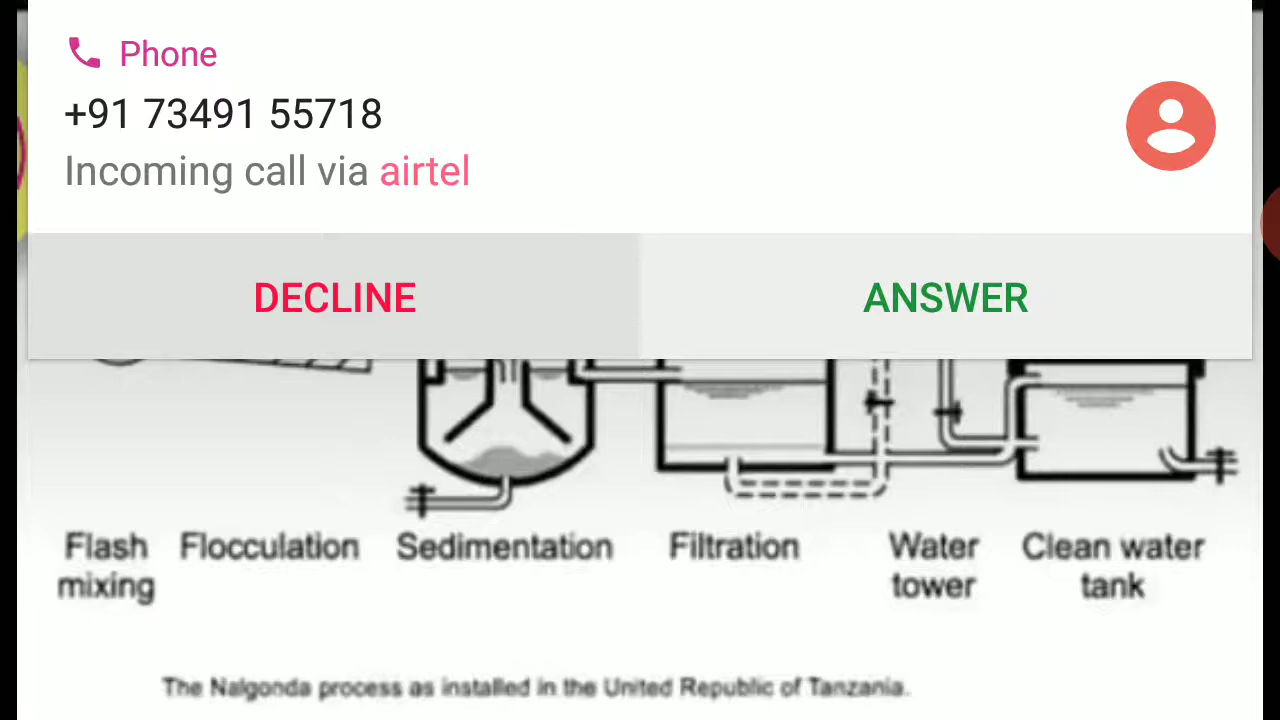 Phone
+91 73491 55718
Incoming call via airtel
DECLINE ANSWER
Flash mixing Flocculation Sedimentation Filtration Water tower Clean water tank
The Nalgonda process as installed in the United Republic of Tanzania.